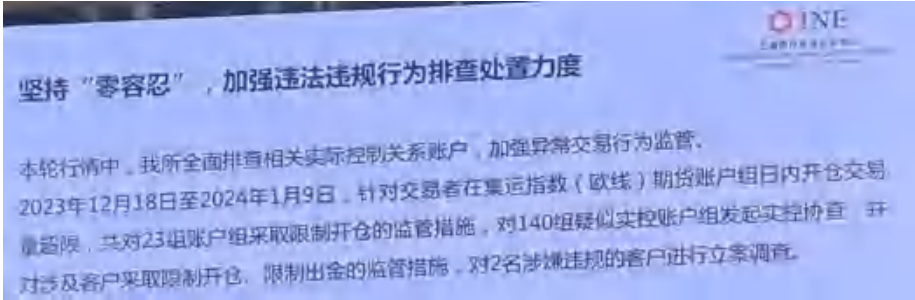 INE
坚持“零容忍”，加强违法违规行为排查处置力度
本轮行情中，我所全面排查相关实际控制关系账户，加强异常交易行为监管。
2023年12月18日至2024年1月9日，针对交易者在集运指数（欧线）期货账户组日内开仓交易
量超限，共对23组账户组采取限制开仓的监管措施，对140组疑似实控账户组发起实控协查，并
对涉及客户采取限制开仓、限制出金的监管措施，对2名涉嫌违规的客户进行立案调查。